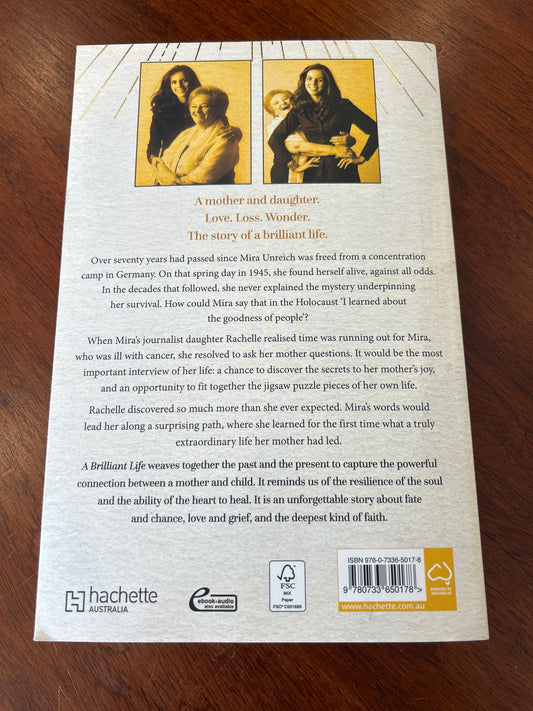 A mother and daughter.
Love. Loss. Wonder.
The story of a brilliant life.
Over seventy years had passed since Mira Unreich was freed from a concentration
camp in Germany. On that spring day in 1945, she found herself alive, against all odds.
In the decades that followed, she never explained the mystery underpinning
her survival. How could Mira say that in the Holocaust 'I learned about
the goodness of people'?
When Mira's journalist daughter Rachelle realised time was running out for Mira,
who was ill with cancer, she resolved to ask her mother questions. It would be the most
important interview of her life: a chance to discover the secrets to her mother's joy,
and an opportunity to fit together the jigsaw puzzle pieces of her own life.
Rachelle discovered so much more than she ever expected. Mira's words would
lead her along a surprising path, where she learned for the first time what a truly
extraordinary life her mother had led.
A Brilliant Life weaves together the past and the present to capture the powerful
connection between a mother and child. It reminds us of the resilience of the soul
and the ability of the heart to heal. It is an unforgettable story about fate
and chance, love and grief, and the deepest kind of faith.
hachette
AUSTRALIA
ebook-audio
also available
FSC
MIX
Paper
FSC® C001695
ISBN 978-0-7336-5017-8
9 780733 650178 >
www.hachette.com.au
PRINTED IN
AUSTRALIA